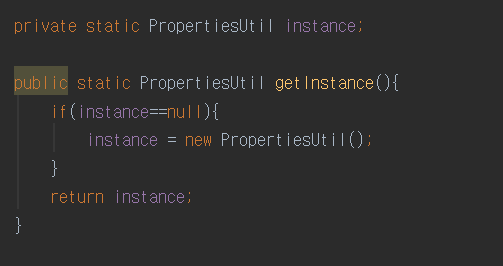 private static PropertiesUtil instance;
public static PropertiesUtil getInstance(){
if(instance==null){
instance = new PropertiesUtil();
}
return instance;
}